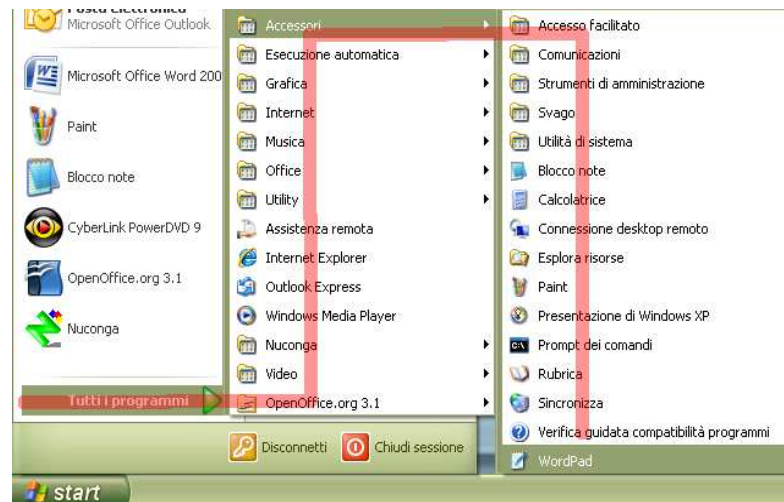 Posta elettronica
Microsoft Office Outlook
Microsoft Office Word 200
Paint
Blocco note
CyberLink PowerDVD 9
OpenOffice.org 3.1
Nuconga
Tutti i programmi
Accessori
Esecuzione automatica
Grafica
Internet
Musica
Office
Utility
Assistenza remota
Internet Explorer
Outlook Express
Windows Media Player
Nuconga
Video
OpenOffice.org 3.1
Accesso facilitato
Comunicazioni
Strumenti di amministrazione
Svago
Utilità di sistema
Blocco note
Calcolatrice
Connessione desktop remoto
Esplora risorse
Paint
Presentazione di Windows XP
Prompt dei comandi
Rubrica
Sincronizza
Verifica guidata compatibilità programmi
WordPad
Disconnetti
Chiudi sessione
start